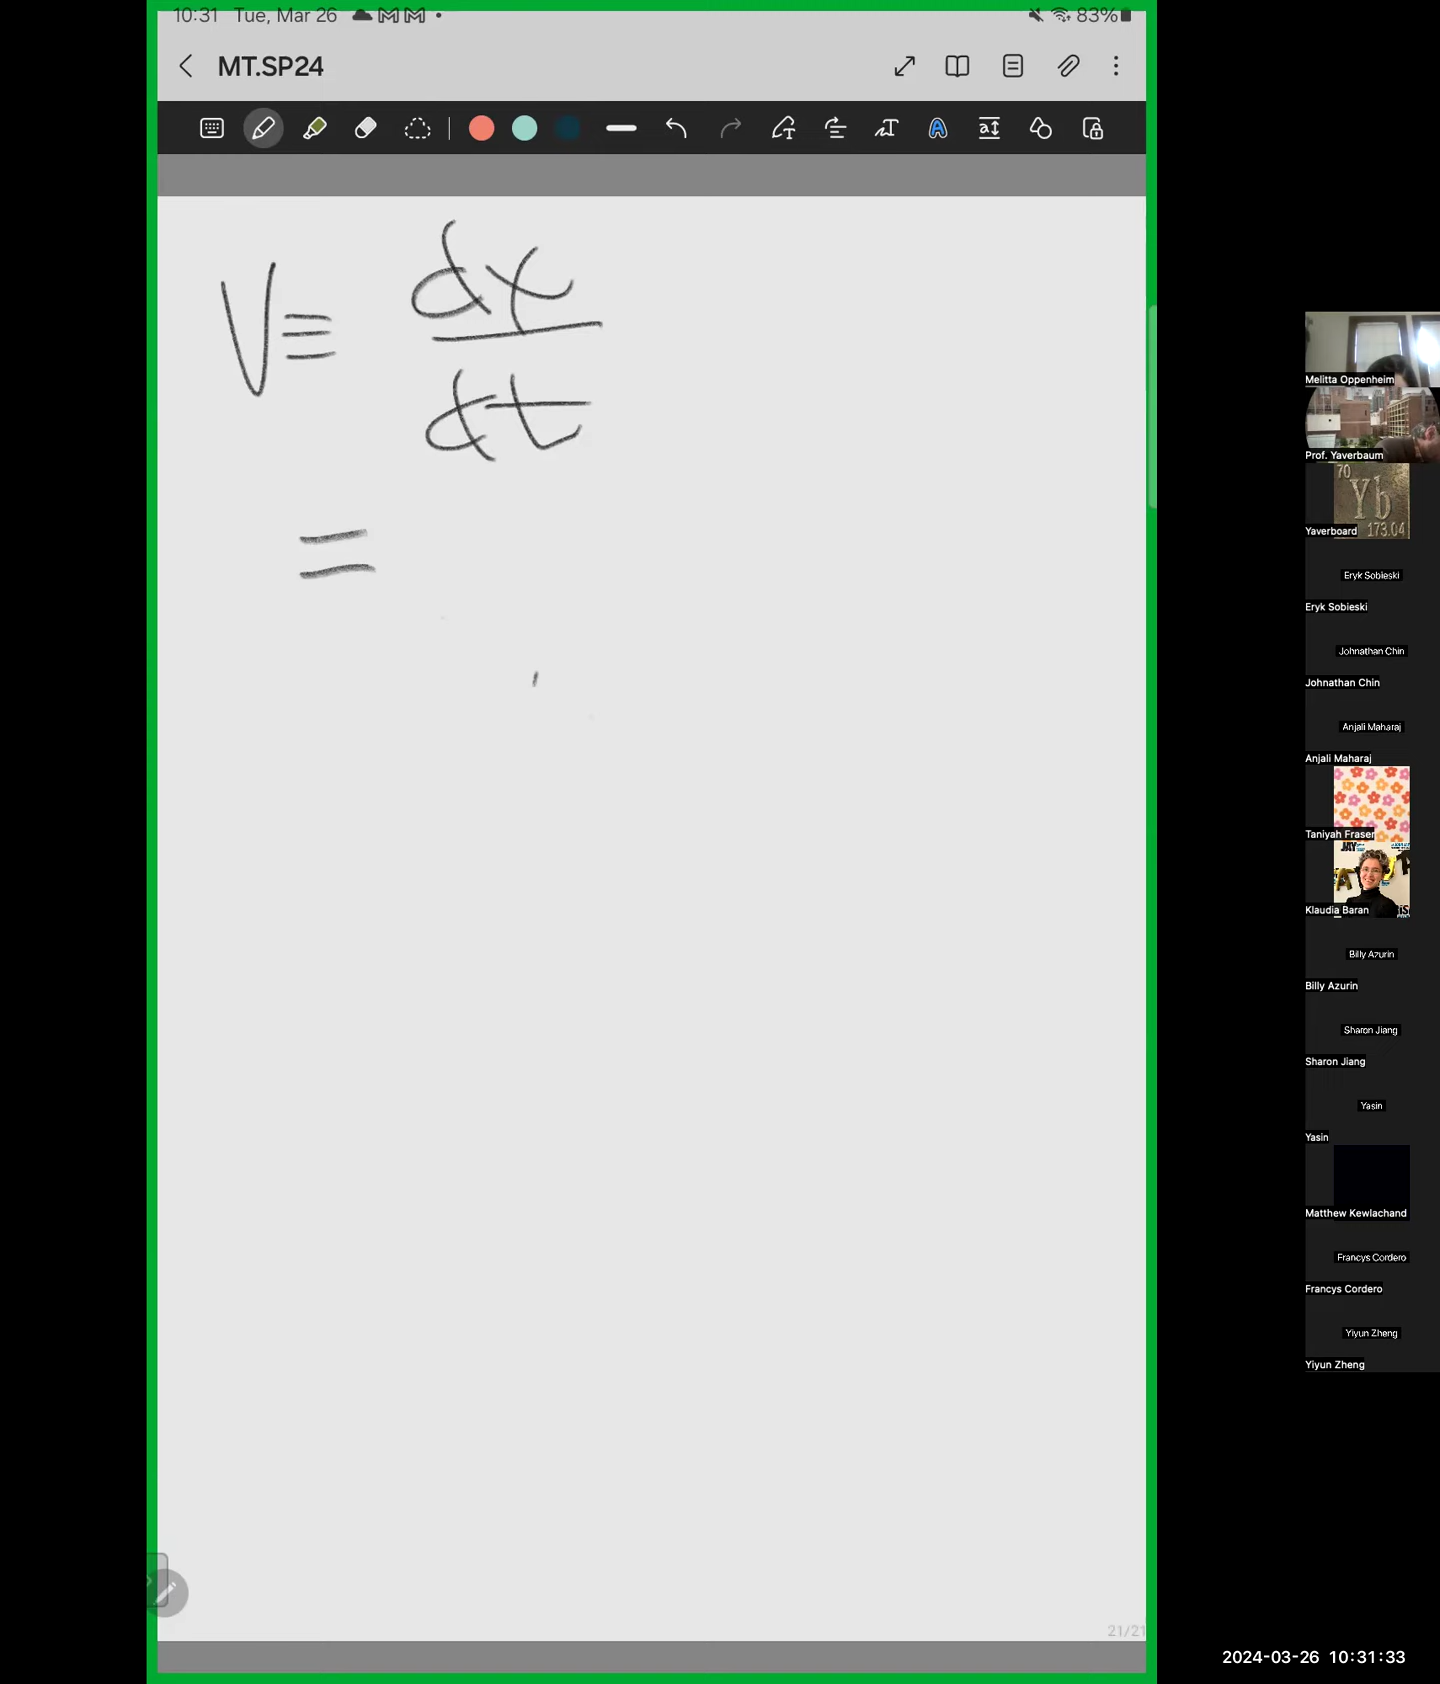 10:31 Tue, Mar 26
83%
MT.SP24
V ≡ dx/dt
=
21/21
Melitta Oppenheim
Prof. Yaverbaum
70
Yb
173.04
Yaverboard
Eryk Sobieski
Eryk Sobieski
Johnathan Chin
Johnathan Chin
Anjali Maharaj
Anjali Maharaj
Taniyah Fraser
JAY
Klaudia Baran
Billy Azurin
Billy Azurin
Sharon Jiang
Sharon Jiang
Yasin
Yasin
Matthew Kewlachand
Francys Cordero
Francys Cordero
Yiyun Zheng
Yiyun Zheng
2024-03-26 10:31:33